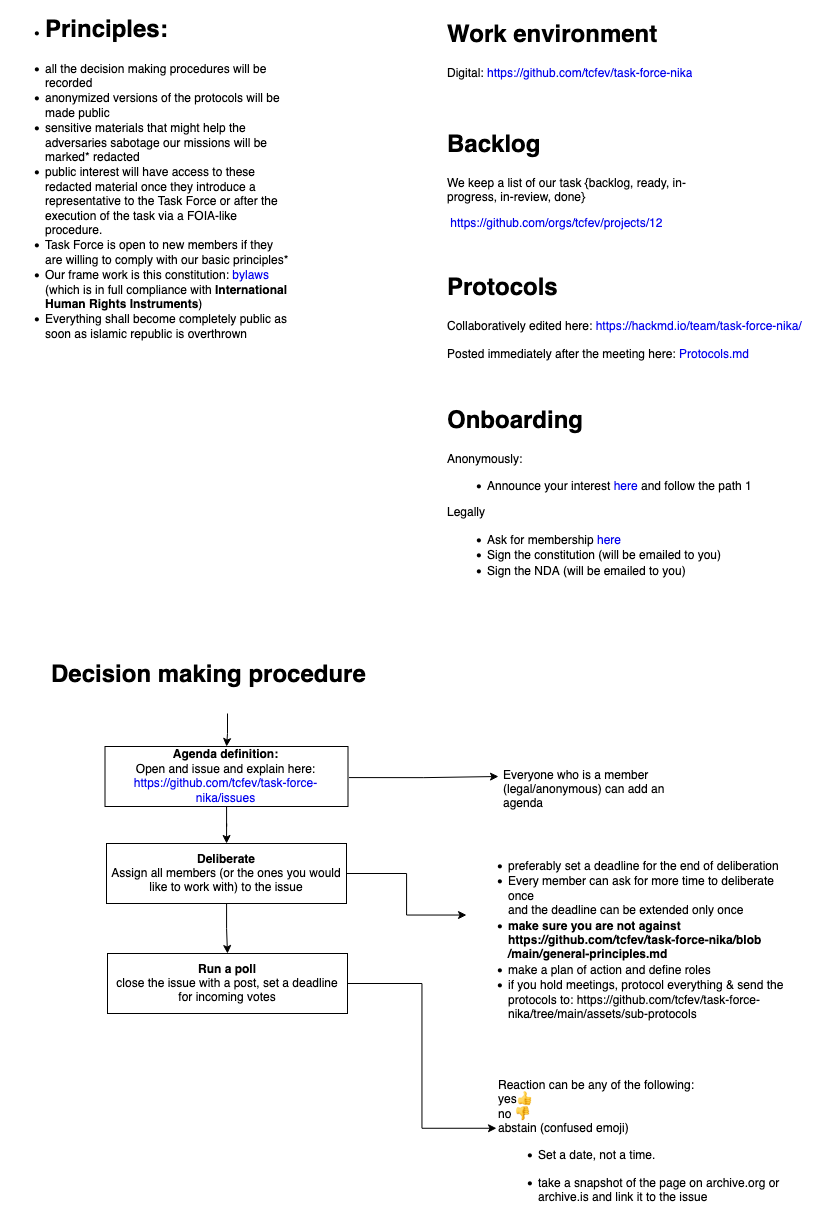 Principles:
all the decision making procedures will be
recorded
anonymized versions of the protocols will be
made public
sensitive materials that might help the
adversaries sabotage our missions will be
marked* redacted
public interest will have access to these
redacted material once they introduce a
representative to the Task Force or after the
execution of the task via a FOIA-like
procedure.
Task Force is open to new members if they
are willing to comply with our basic principles*
Our frame work is this constitution: bylaws
(which is in full compliance with International
Human Rights Instruments)
Everything shall become completely public as
soon as islamic republic is overthrown
Work environment
Digital: https://github.com/tcfev/task-force-nika
Backlog
We keep a list of our task {backlog, ready, in-
progress, in-review, done}
https://github.com/orgs/tcfev/projects/12
Protocols
Collaboratively edited here: https://hackmd.io/team/task-force-nika/
Posted immediately after the meeting here: Protocols.md
Onboarding
Anonymously:
Announce your interest here and follow the path 1
Legally
Ask for membership here
Sign the constitution (will be emailed to you)
Sign the NDA (will be emailed to you)
Decision making procedure
Agenda definition:
Open and issue and explain here:
https://github.com/tcfev/task-force-
nika/issues
Everyone who is a member
(legal/anonymous) can add an
agenda
Deliberate
Assign all members (or the ones you would
like to work with) to the issue
preferably set a deadline for the end of deliberation
Every member can ask for more time to deliberate
once
and the deadline can be extended only once
make sure you are not against
https://github.com/tcfev/task-force-nika/blob
/main/general-principles.md
make a plan of action and define roles
if you hold meetings, protocol everything & send the
protocols to: https://github.com/tcfev/task-force-
nika/tree/main/assets/sub-protocols
Run a poll
close the issue with a post, set a deadline
for incoming votes
Reaction can be any of the following:
yes👍
no 👎
abstain (confused emoji)
Set a date, not a time.
take a snapshot of the page on archive.org or
archive.is and link it to the issue